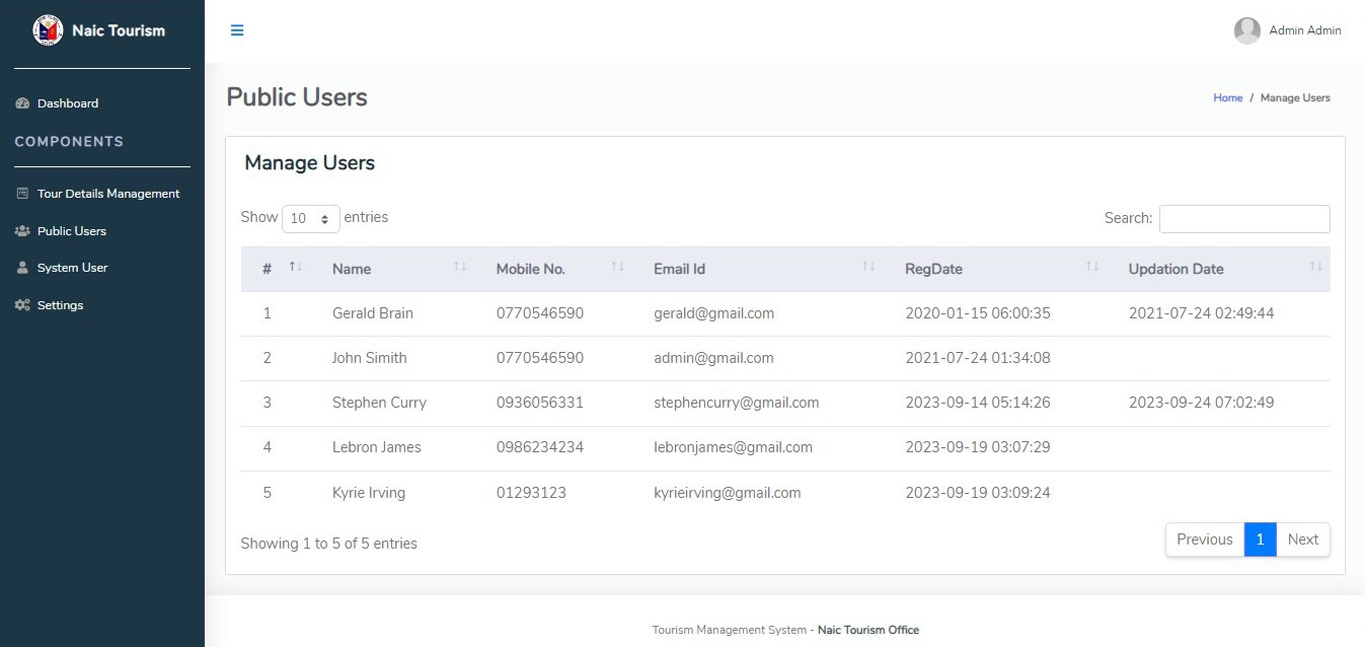 Naic Tourism
Admin Admin
Dashboard
COMPONENTS
Tour Details Management
Public Users
System User
Settings
Public Users
Home / Manage Users
Manage Users
Show 10 entries
Search:
# Name Mobile No. Email Id RegDate Updation Date
1 Gerald Brain 0770546590 gerald@gmail.com 2020-01-15 06:00:35 2021-07-24 02:49:44
2 John Simith 0770546590 admin@gmail.com 2021-07-24 01:34:08
3 Stephen Curry 0936056331 stephencurry@gmail.com 2023-09-14 05:14:26 2023-09-24 07:02:49
4 Lebron James 0986234234 lebronjames@gmail.com 2023-09-19 03:07:29
5 Kyrie Irving 01293123 kyrieirving@gmail.com 2023-09-19 03:09:24
Showing 1 to 5 of 5 entries
Previous 1 Next
Tourism Management System - Naic Tourism Office